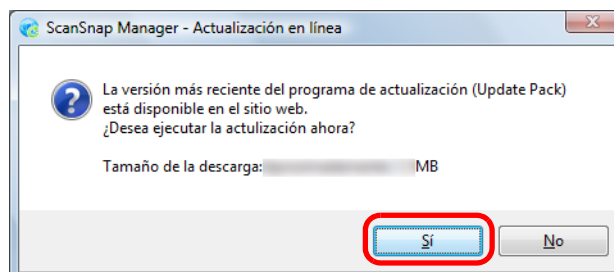 ScanSnap Manager - Actualización en línea
La versión más reciente del programa de actualización (Update Pack)
está disponible en el sitio web.
¿Desea ejecutar la actulización ahora?
Tamaño de la descarga: MB
Sí No